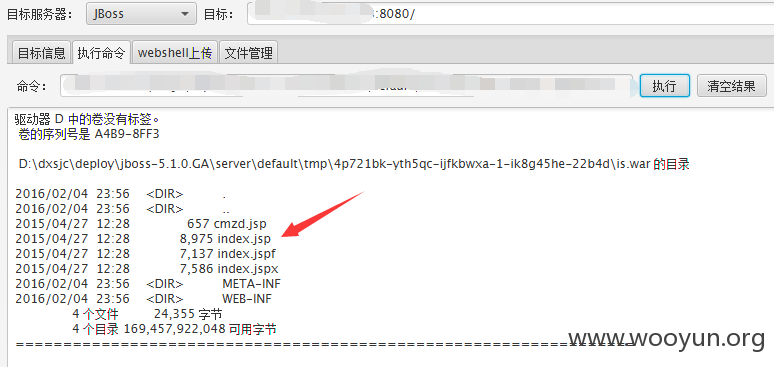 目标服务器： JBoss 目标： :8080/
目标信息 执行命令 webshell上传 文件管理
命令： 执行 清空结果
驱动器 D 中的卷没有标签。
卷的序列号是 A4B9-8FF3
D:\dxsjc\deploy\jboss-5.1.0.GA\server\default\tmp\4p721bk-yth5qc-ijfkbwxa-1-ik8g45he-22b4d\is.war 的目录
2016/02/04 23:56 <DIR> .
2016/02/04 23:56 <DIR> ..
2015/04/27 12:28 657 cmzd.jsp
2015/04/27 12:28 8,975 index.jsp
2015/04/27 12:28 7,137 index.jspf
2015/04/27 12:28 7,586 index.jspx
2016/02/04 23:56 <DIR> META-INF
2016/02/04 23:56 <DIR> WEB-INF
4 个文件 24,355 字节
4 个目录 169,457,922,048 可用字节
www.wooyun.org